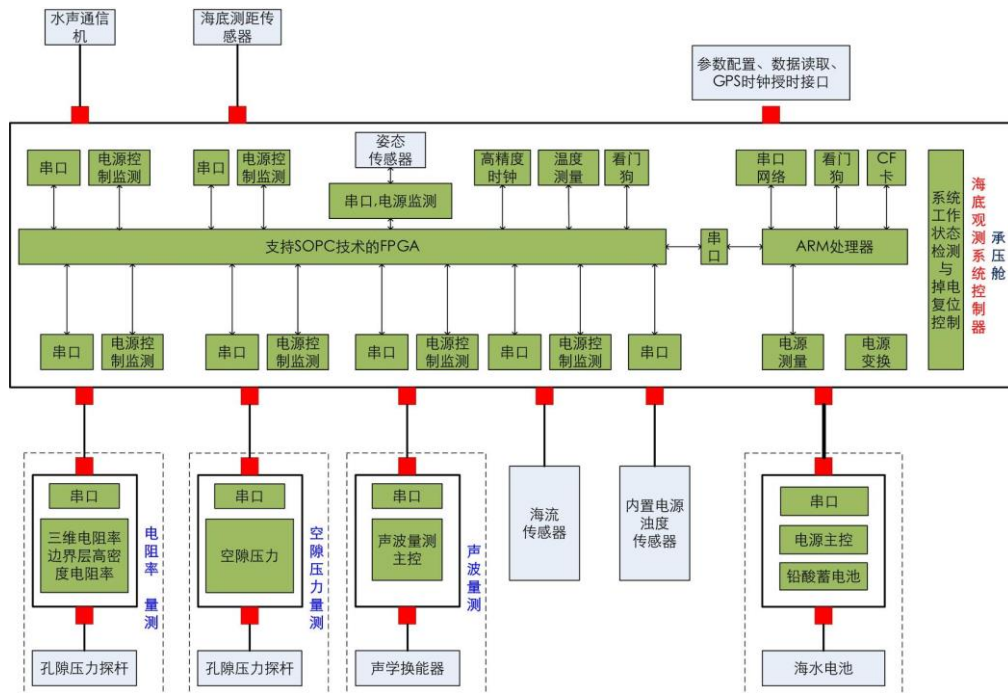 水声通信
机
海底测距传
感器
参数配置、数据读取、
GPS时钟授时接口
串口
电源控
制监测
串口
电源控
制监测
姿态
传感器
串口,电源监测
高精度
时钟
温度
测量
看门
狗
串口
网络
看门
狗
CF
卡
支持SOPC技术的FPGA
串
口
ARM处理器
系统
工作
状态
检测
与
掉电
复位
控制
海底观测系统控制器
承压舱
串口
电源控
制监测
串口
电源控
制监测
串口
电源控
制监测
串口
电源控
制监测
串口
电源
测量
电源
变换
串口
三维电阻率
边界层高密
度电阻率
电阻率 量测
孔隙压力探杆
串口
空隙压力
空隙压力量测
孔隙压力探杆
串口
声波量测
主控
声波量测
声学换能器
海流
传感器
内置电源
浊度
传感器
串口
电源主控
铅酸蓄电池
海水电池